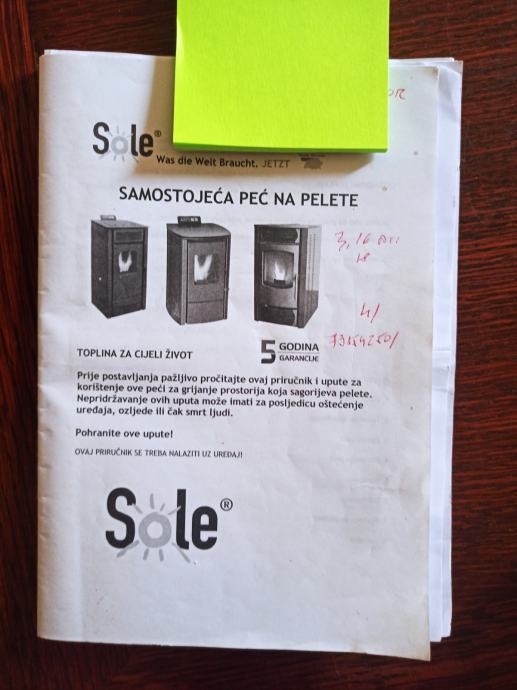 Sole®
Was die Welt Braucht. JETZT
SAMOSTOJEĆA PEĆ NA PELETE
3,16
TOPLINA ZA CIJELI ŽIVOT
5 GODINA
GARANCIJE
Prije postavljanja pažljivo pročitajte ovaj priručnik i upute za
korištenje ove peći za grijanje prostorija koja sagorijeva pelete.
Nepridržavanje ovih uputa može imati za posljedicu oštećenje
uređaja, ozljede ili čak smrt ljudi.
Pohranite ove upute!
OVAJ PRIRUČNIK SE TREBA NALAZITI UZ UREĐAJ!
Sole®